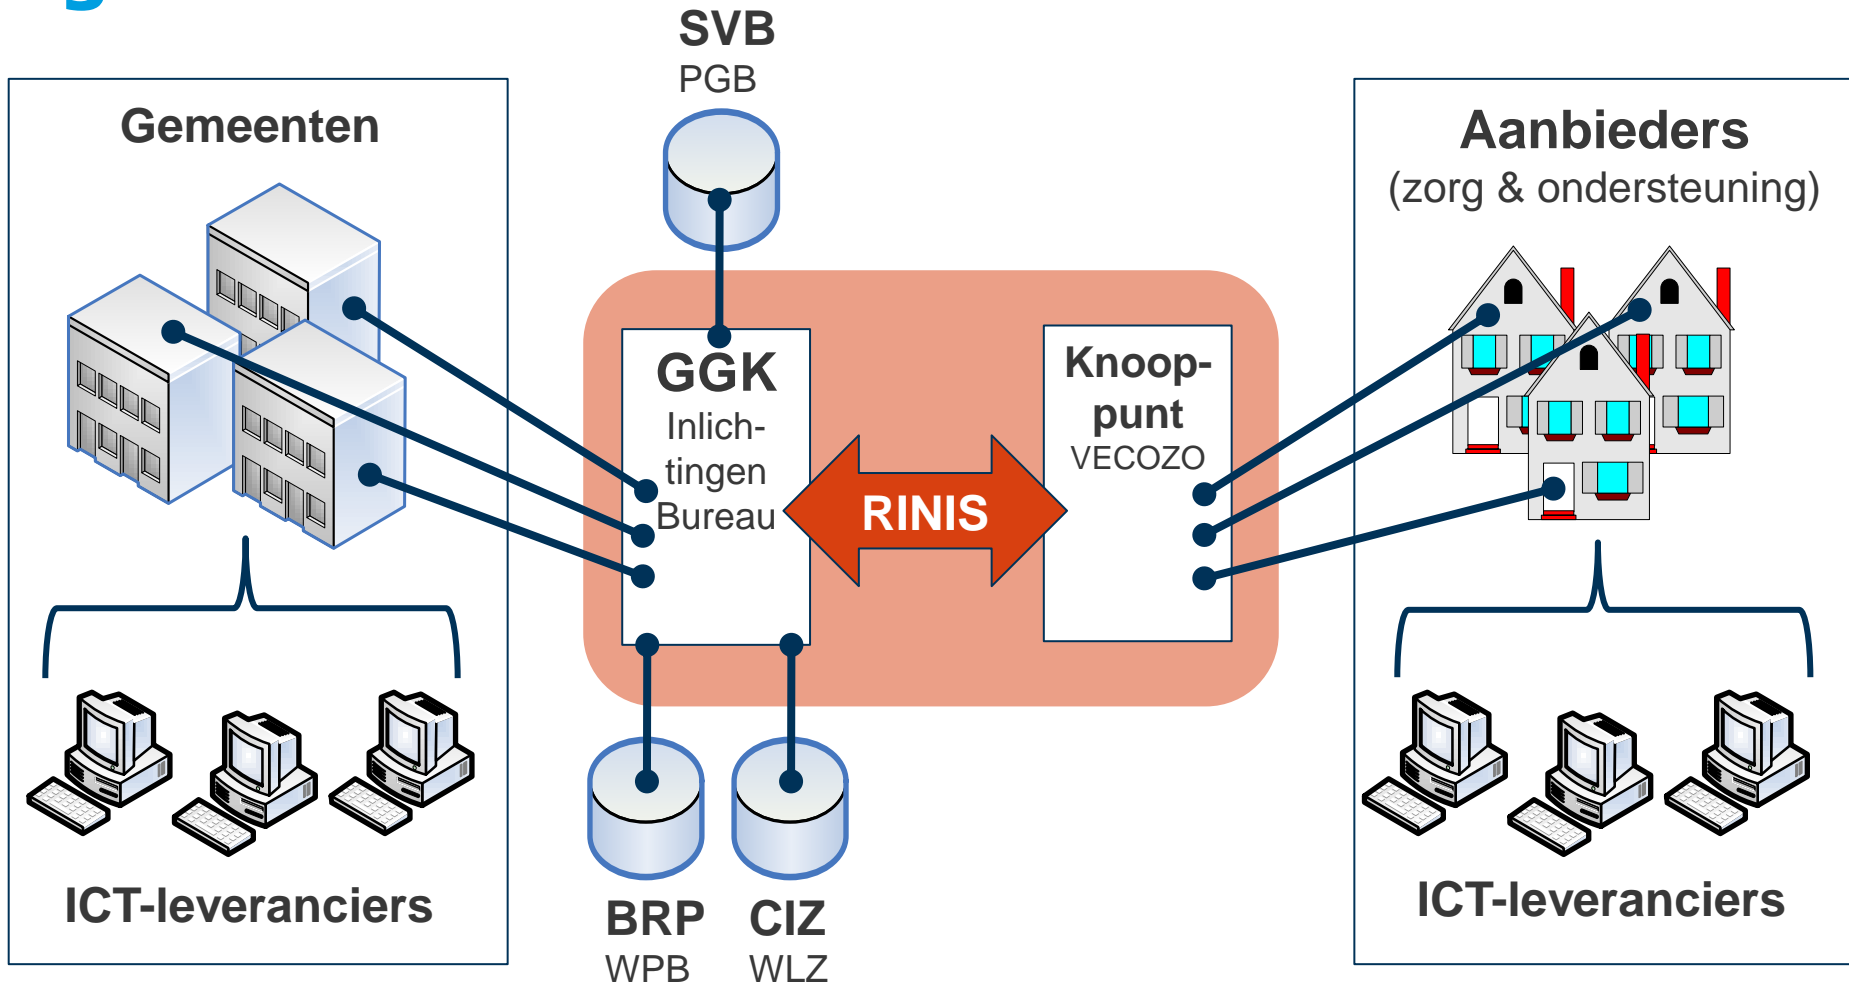 SVB
PGB
Gemeenten
Aanbieders
(zorg & ondersteuning)
GGK
Inlich-
tingen
Bureau
RINIS
Knoop-
punt
VECOZO
ICT-leveranciers
BRP
WPB
CIZ
WLZ
ICT-leveranciers